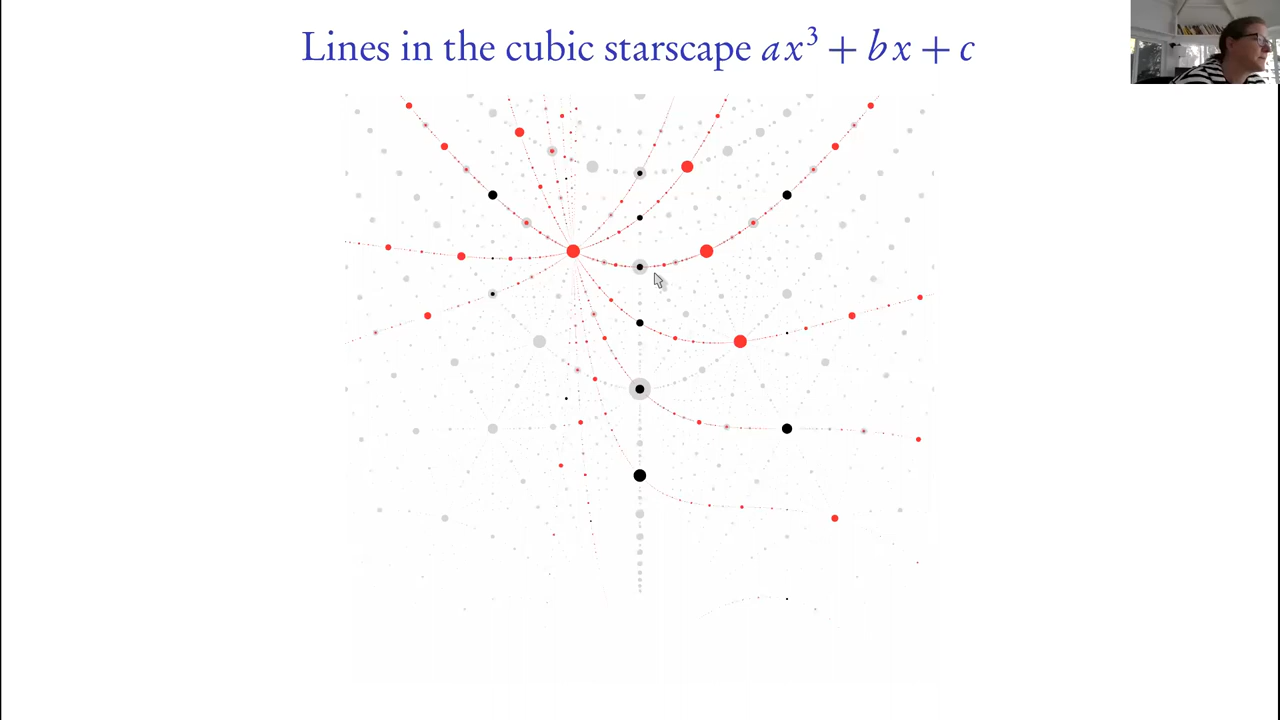 Lines in the cubic starscape ax³ + bx + c